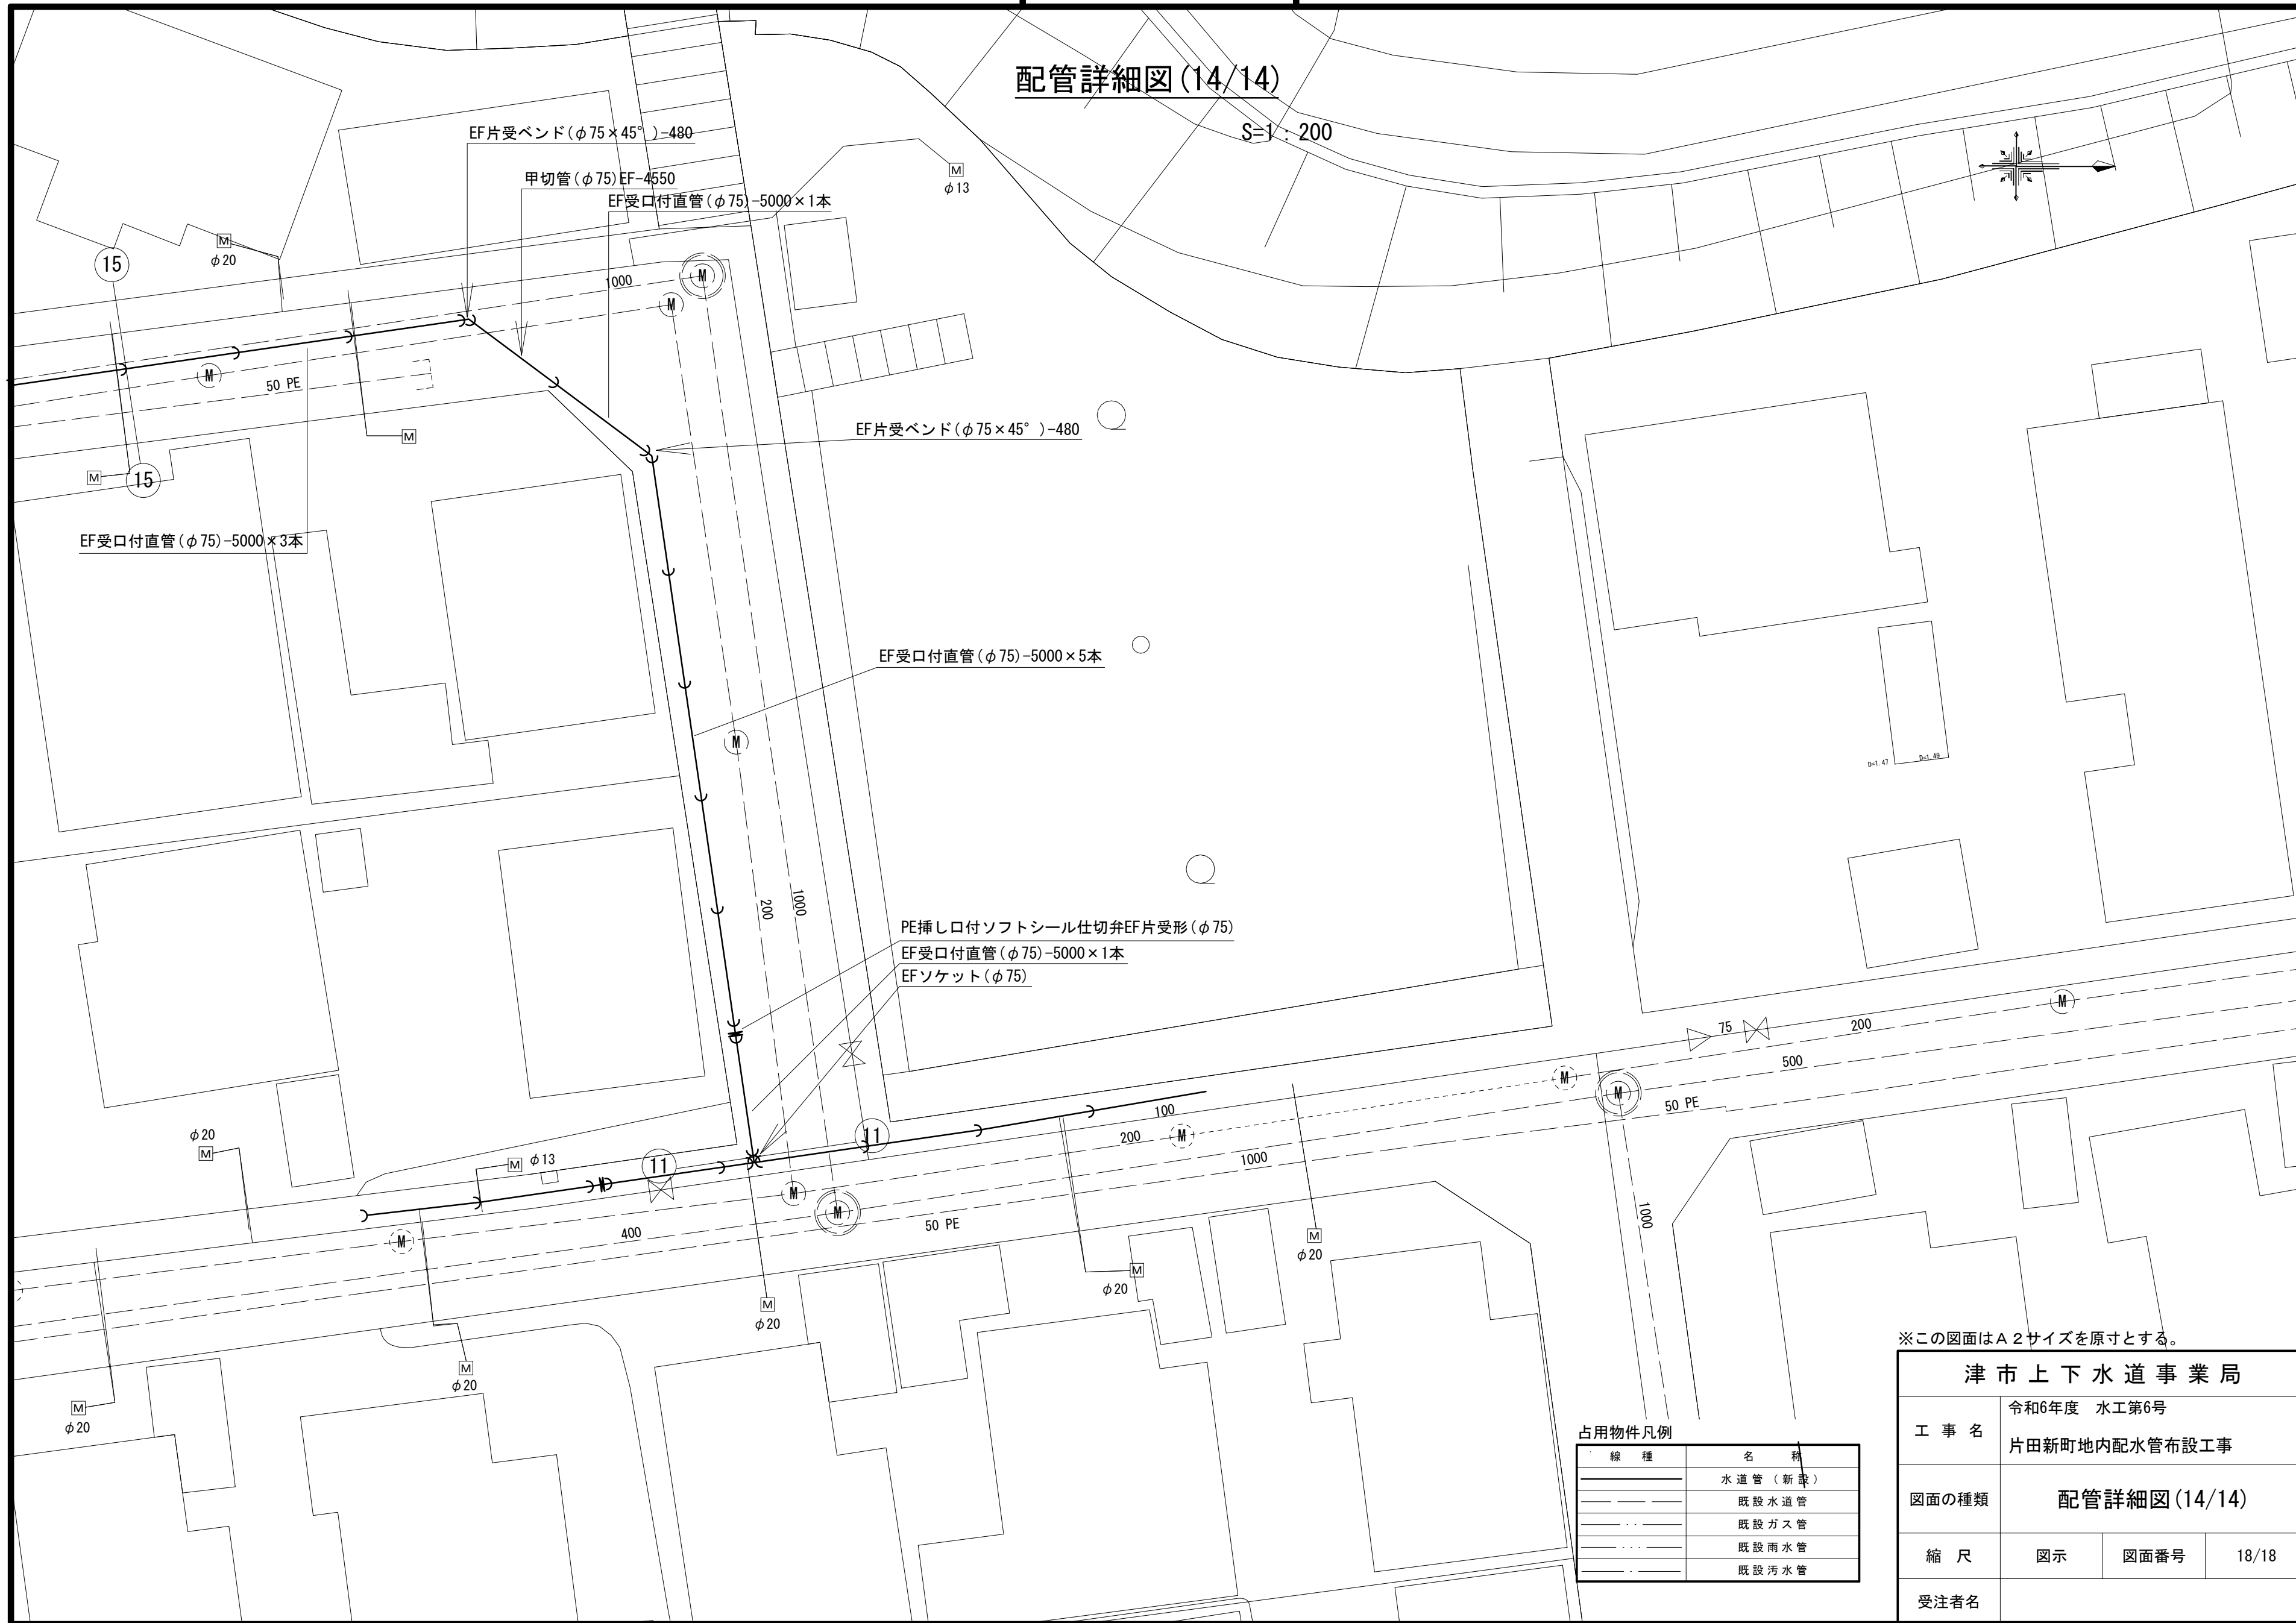 配管詳細図(14/14)
S=1：200
EF片受ベンド(φ75×45°)-480
甲切管(φ75)EF-4550
EF受口付直管(φ75)-5000×1本
M
φ13
15
M
φ20
1000
M
M
M
50 PE
M
EF片受ベンド(φ75×45°)-480
M
15
EF受口付直管(φ75)-5000×3本
EF受口付直管(φ75)-5000×5本
M
D=1.47
D=1.49
200
1000
PE挿し口付ソフトシール仕切弁EF片受形(φ75)
EF受口付直管(φ75)-5000×1本
EFソケット(φ75)
M
75
200
500
M
M
50 PE
100
200
M
1000
11
11
φ20
M
M
φ13
M
M
M
400
50 PE
1000
M
φ20
M
φ20
M
φ20
M
φ20
M
φ20
※この図面はA2サイズを原寸とする。
津市上下水道事業局
工事名
令和6年度 水工第6号
片田新町地内配水管布設工事
図面の種類
配管詳細図(14/14)
縮尺
図示
図面番号
18/18
受注者名
占用物件凡例
線種
名称
水道管（新設）
既設水道管
既設ガス管
既設雨水管
既設汚水管